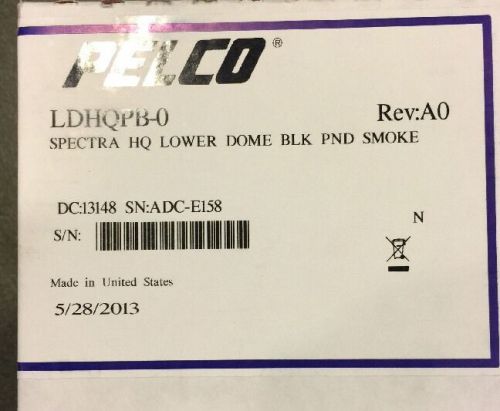 PELCO®
LDHQPB-0 Rev:A0
SPECTRA HQ LOWER DOME BLK PND SMOKE
DC:13148 SN:ADC-E158
N
S/N:
Made in United States
5/28/2013